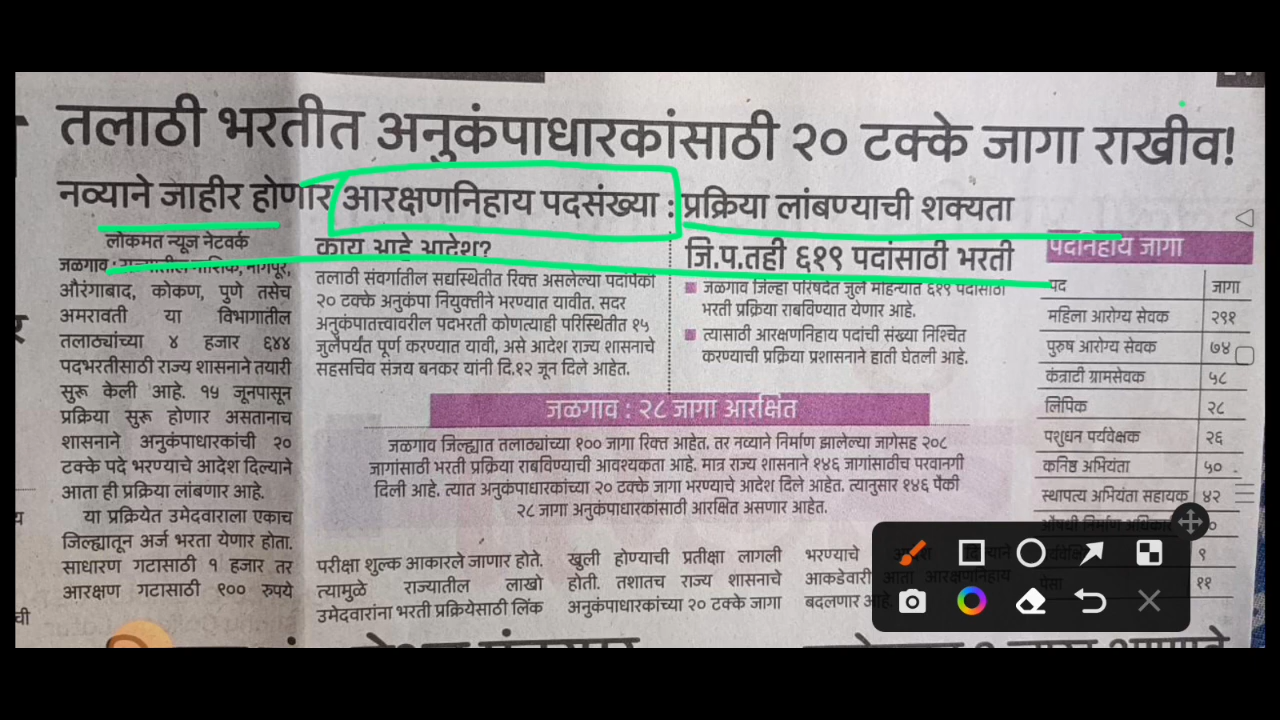 तलाठी भरतीत अनुकंपाधारकांसाठी २० टक्के जागा राखीव!
नव्याने जाहीर होणार आरक्षणनिहाय पदसंख्या : प्रक्रिया लांबण्याची शक्यता
लोकमत न्यूज नेटवर्क
जळगाव : राज्यातील नाशिक, नागपूर,
औरंगाबाद, कोकण, पुणे तसेच
अमरावती या विभागातील
तलाठ्यांच्या ४ हजार ६४४
पदभरतीसाठी राज्य शासनाने तयारी
सुरू केली आहे. १५ जूनपासून
प्रक्रिया सुरू होणार असतानाच
शासनाने अनुकंपाधारकांची २०
टक्के पदे भरण्याचे आदेश दिल्याने
आता ही प्रक्रिया लांबणार आहे.
या प्रक्रियेत उमेदवाराला एकाच
जिल्ह्यातून अर्ज भरता येणार होता.
साधारण गटासाठी १ हजार तर
आरक्षण गटासाठी ९०० रुपये
काय आहे आदेश?
तलाठी संवर्गातील सद्यस्थितीत रिक्त असलेल्या पदांपैकी
२० टक्के अनुकंपा नियुक्तीने भरण्यात यावीत. सदर
अनुकंपातत्त्वावरील पदभरती कोणत्याही परिस्थितीत १५
जुलैपर्यंत पूर्ण करण्यात यावी, असे आदेश राज्य शासनाचे
सहसचिव संजय बनकर यांनी दि.१२ जून दिले आहेत.
जि.प.तही ६१९ पदांसाठी भरती
जळगाव जिल्हा परिषदेत जुलै महिन्यात ६१९ पदांसाठी
भरती प्रक्रिया राबविण्यात येणार आहे.
त्यासाठी आरक्षणनिहाय पदांची संख्या निश्चित
करण्याची प्रक्रिया प्रशासनाने हाती घेतली आहे.
जळगाव : २८ जागा आरक्षित
जळगाव जिल्ह्यात तलाठ्यांच्या १०० जागा रिक्त आहेत. तर नव्याने निर्माण झालेल्या जागेसह २०८
जागांसाठी भरती प्रक्रिया राबविण्याची आवश्यकता आहे. मात्र राज्य शासनाने १४६ जागांसाठीच परवानगी
दिली आहे. त्यात अनुकंपाधारकांच्या २० टक्के जागा भरण्याचे आदेश दिले आहेत. त्यानुसार १४६ पैकी
२८ जागा अनुकंपाधारकांसाठी आरक्षित असणार आहेत.
परीक्षा शुल्क आकारले जाणार होते.
त्यामुळे राज्यातील लाखो
उमेदवारांना भरती प्रक्रियेसाठी लिंक
खुली होण्याची प्रतीक्षा लागली
होती. तशातच राज्य शासनाचे
अनुकंपाधारकांच्या २० टक्के जागा
भरण्याचे
आकडेवारी आता आरक्षणनिहाय
बदलणार आहे.
पदनिहाय जागा
पद जागा
महिला आरोग्य सेवक २९१
पुरुष आरोग्य सेवक ७४
कंत्राटी ग्रामसेवक ५८
लिपिक २८
पशुधन पर्यवेक्षक २६
कनिष्ठ अभियंता ५०
स्थापत्य अभियंता सहायक ४२
औषधी निर्माण अधिकारी
९
११